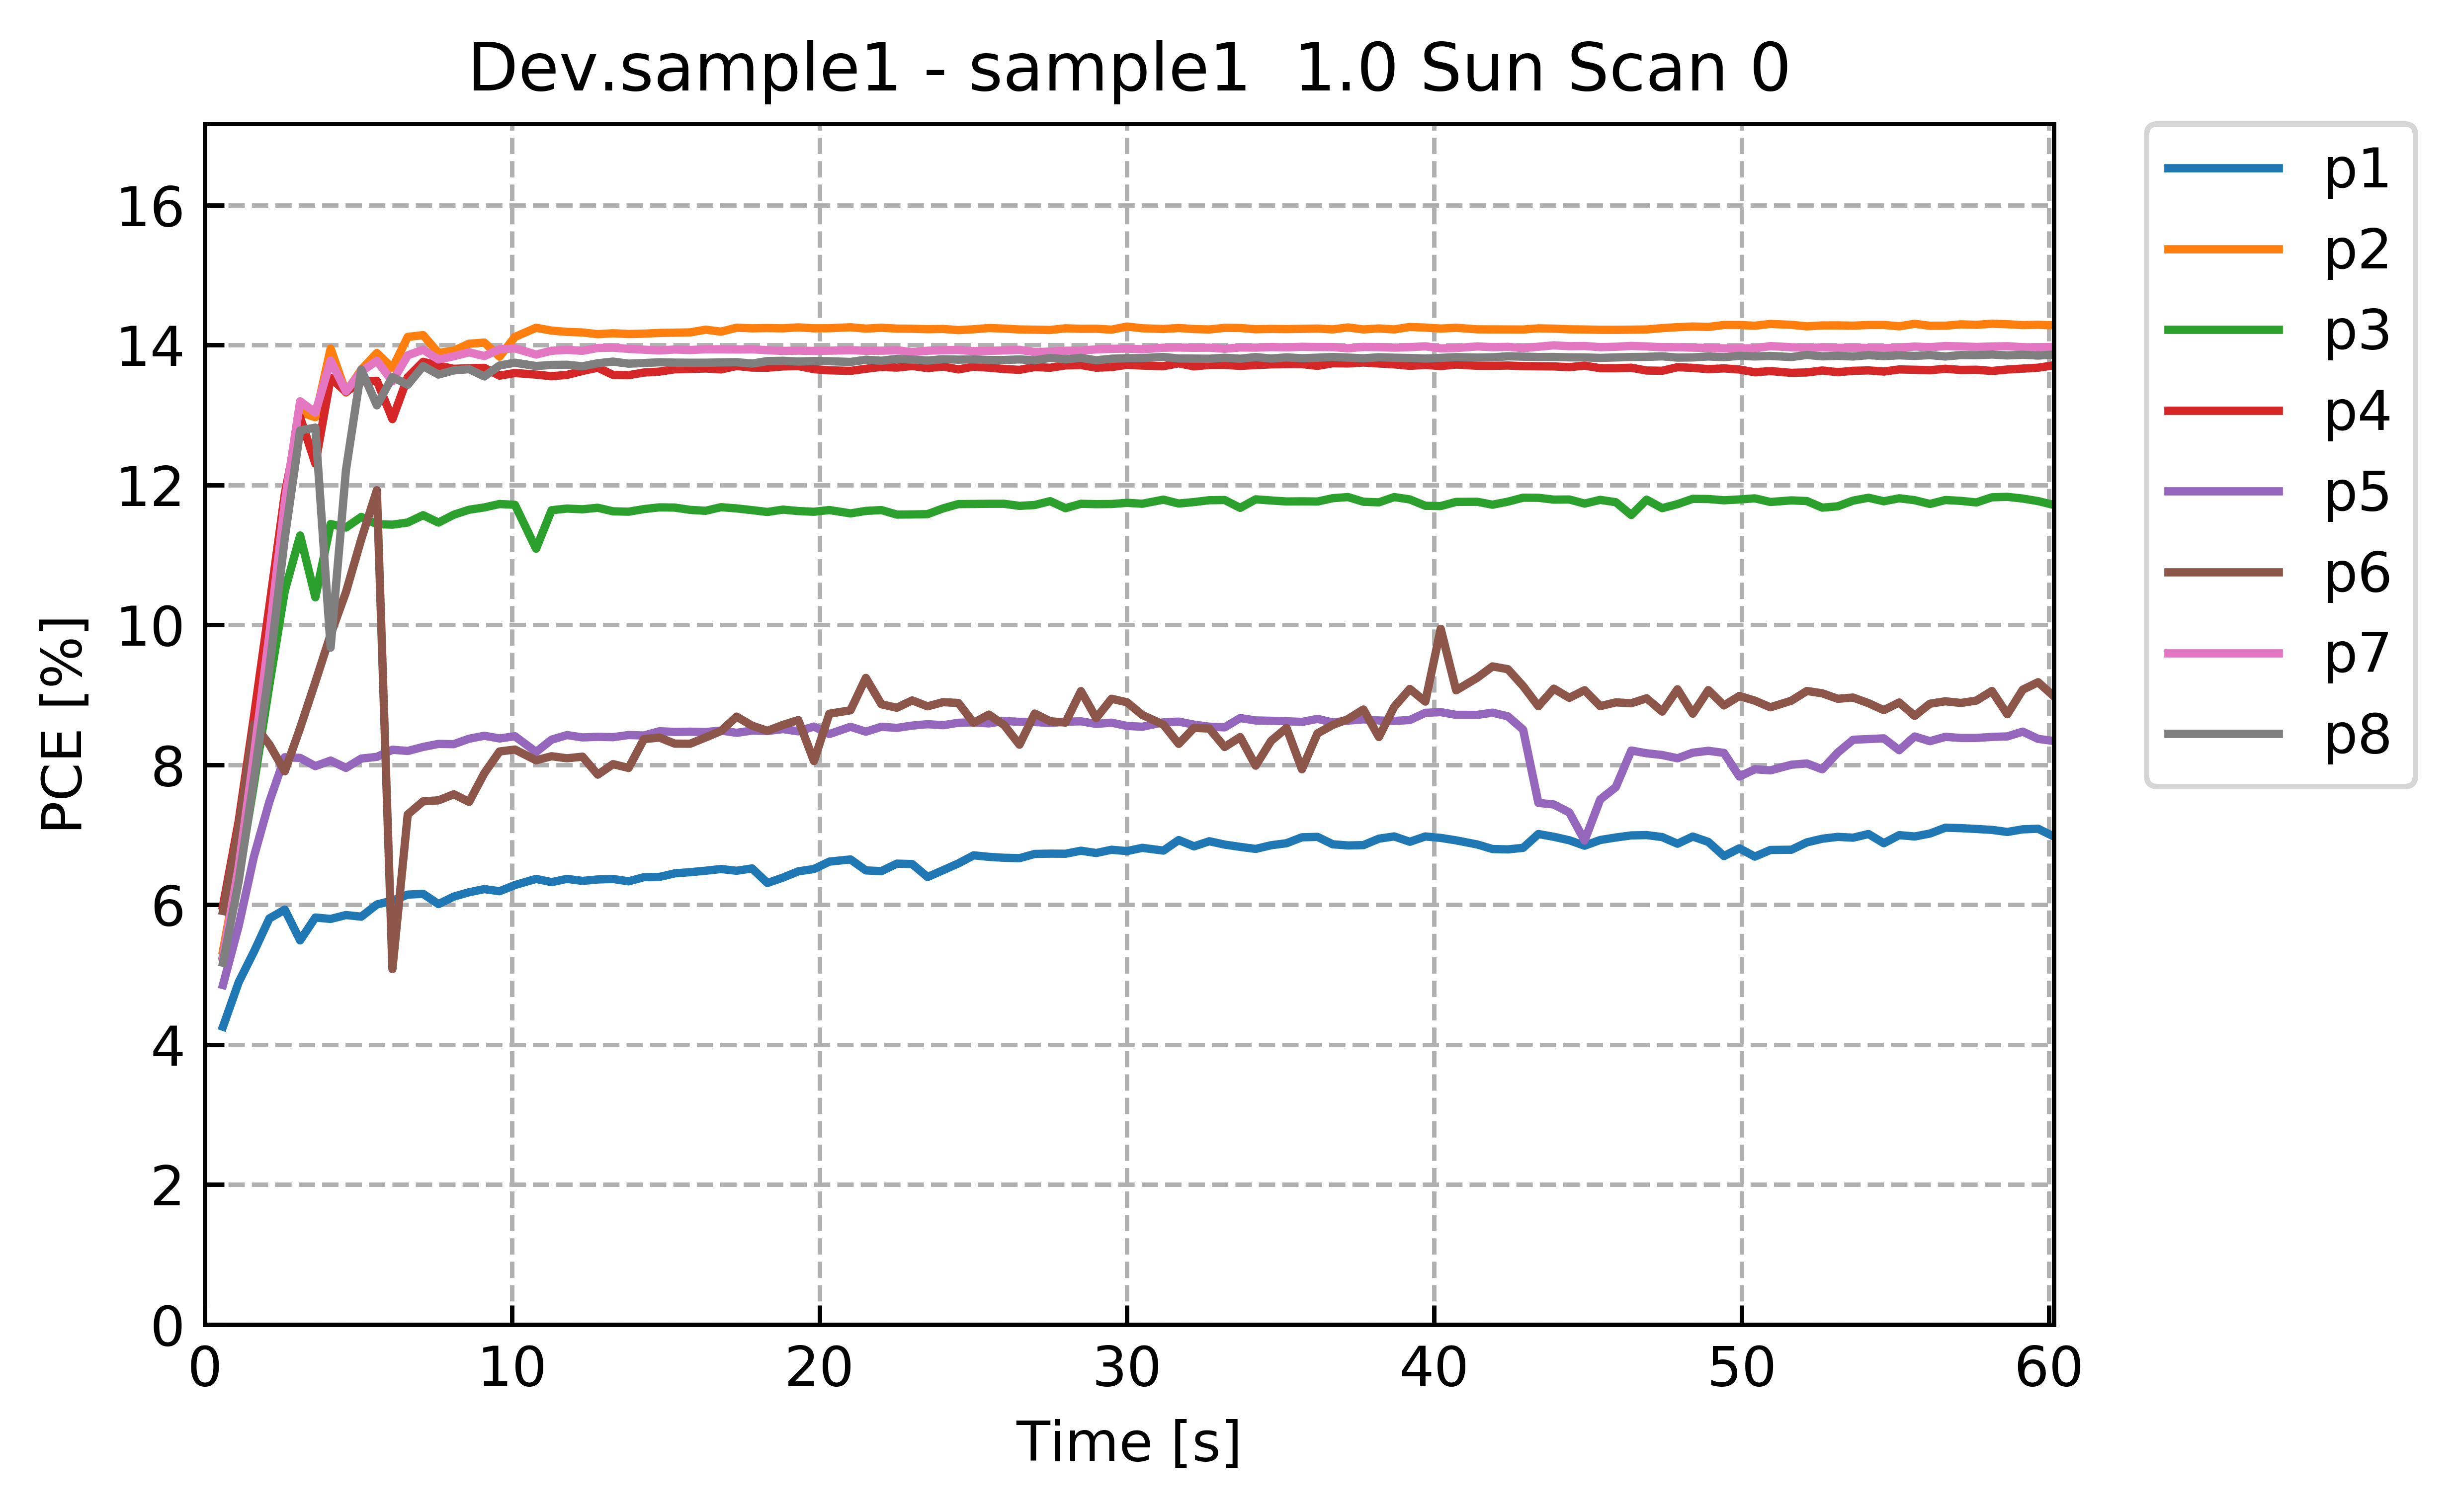 Dev.sample1 - sample1  1.0 Sun Scan 0
PCE [%]
16
14
12
10
8
6
4
2
0
0 10 20 30 40 50 60
Time [s]
p1
p2
p3
p4
p5
p6
p7
p8